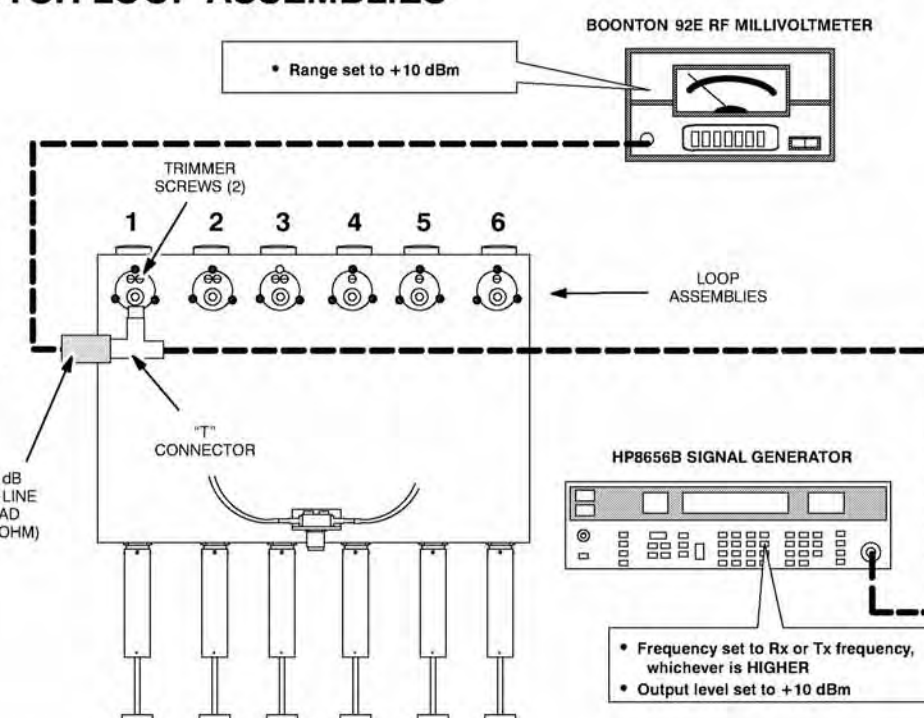 LOOP ASSEMBLIES
BOONTON 92E RF MILLIVOLTMETER
• Range set to +10 dBm
TRIMMER
SCREWS (2)
1 2 3 4 5 6
LOOP
ASSEMBLIES
"T"
CONNECTOR
dB
LINE
OHM)
HP8656B SIGNAL GENERATOR
• Frequency set to Rx or Tx frequency,
whichever is HIGHER
• Output level set to +10 dBm